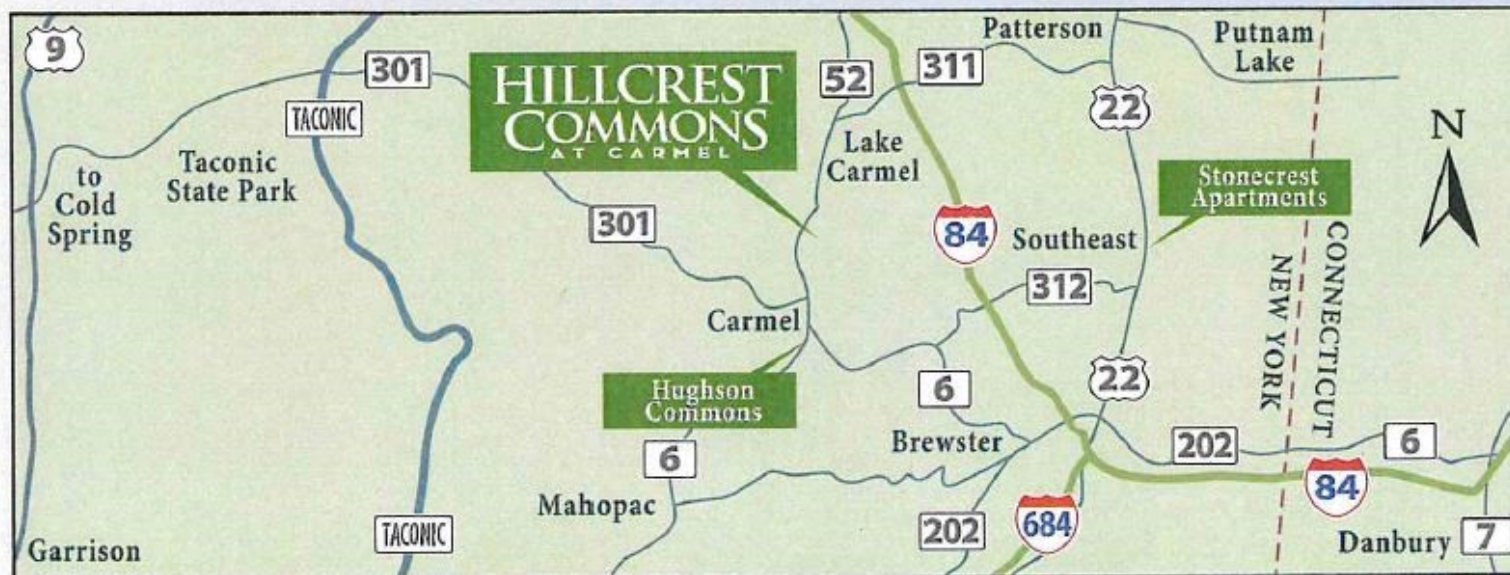 9
301
TACONIC
HILLCREST
COMMONS
AT CARMEL
52
311
Patterson
Putnam
Lake
22
N
to
Cold
Spring
Taconic
State Park
Lake
Carmel
Stonecrest
Apartments
301
84
Southeast
CONNECTICUT
NEW YORK
312
Carmel
Hughson
Commons
6
22
Brewster
202
6
6
Mahopac
84
TACONIC
202
684
Garrison
Danbury
7